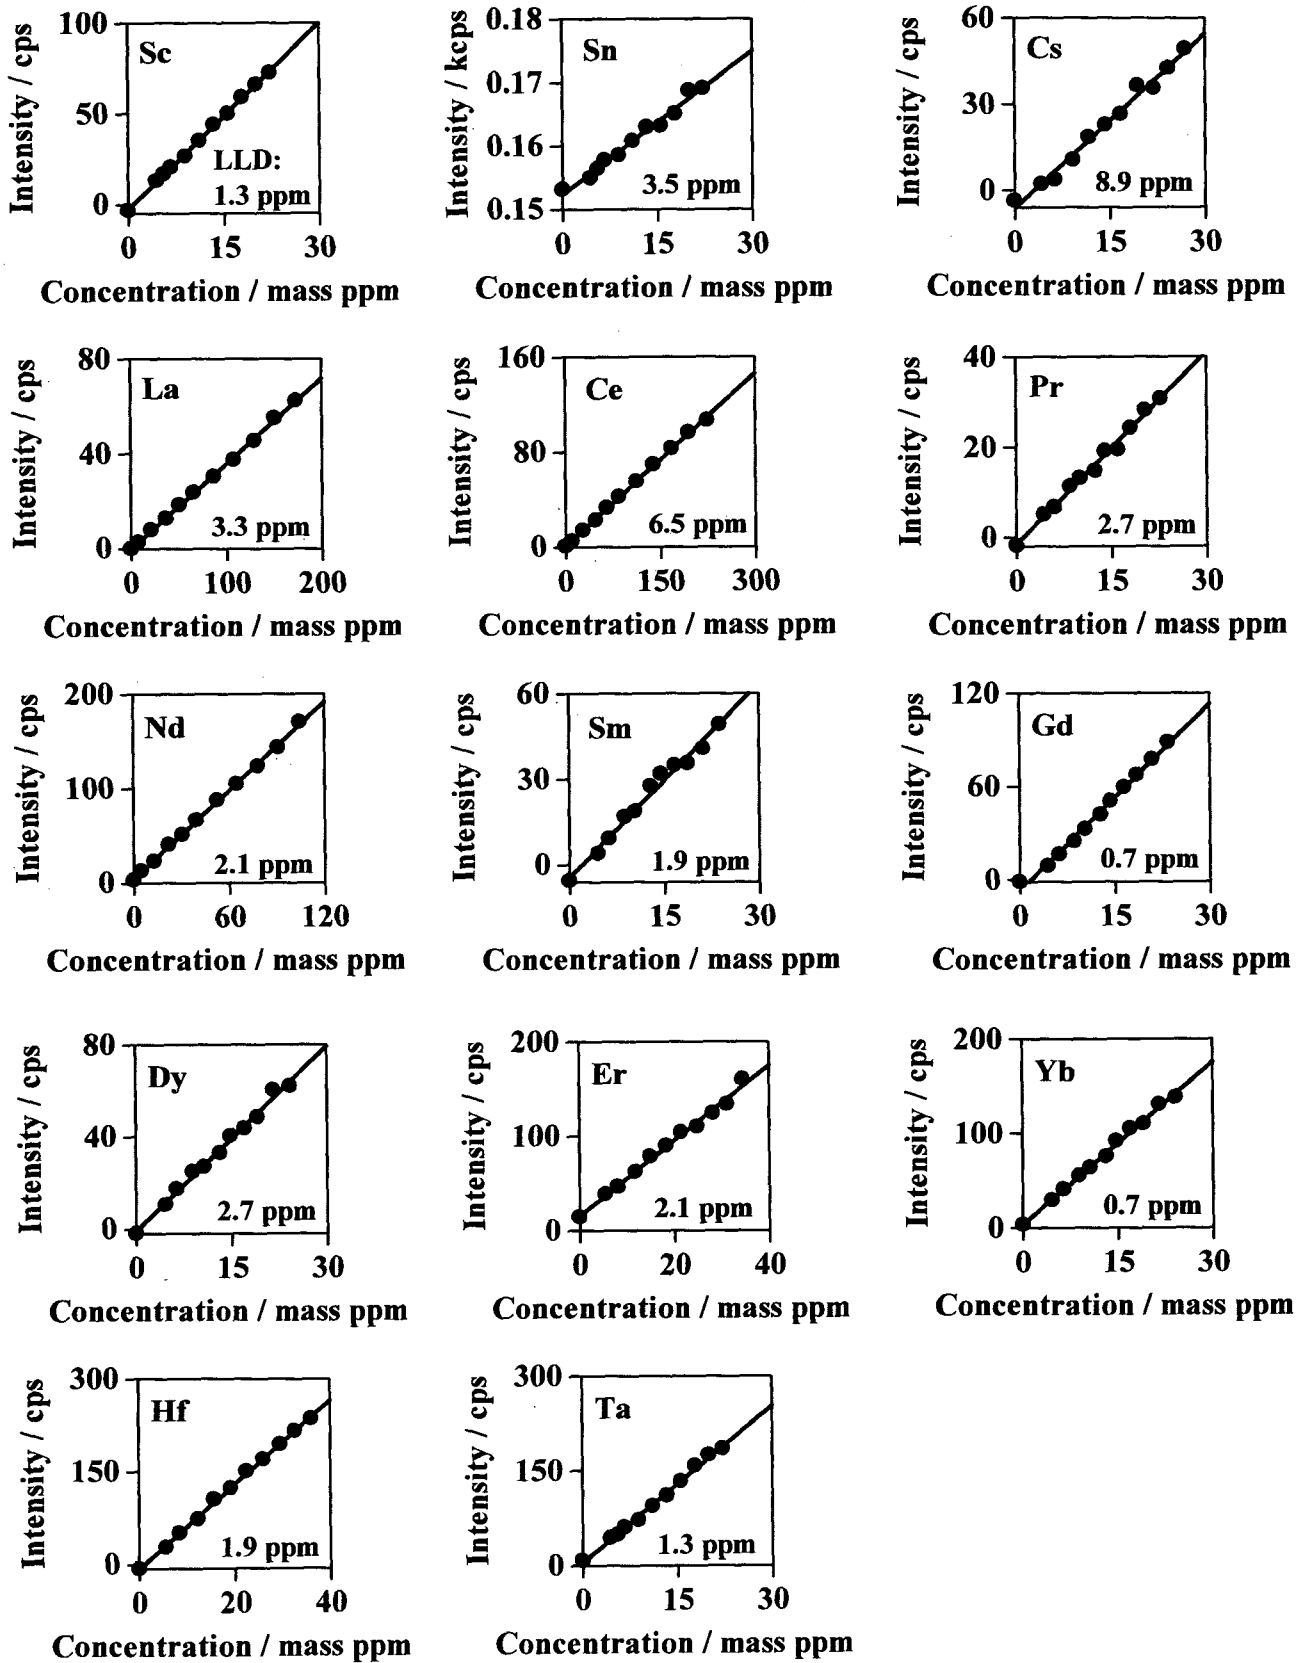 Intensity / cps
100
50
0
Sc
LLD:
1.3 ppm
0 15 30
Concentration / mass ppm
Intensity / kcps
0.18
0.17
0.16
0.15
Sn
3.5 ppm
0 15 30
Concentration / mass ppm
Intensity / cps
60
30
0
Cs
8.9 ppm
0 15 30
Concentration / mass ppm
Intensity / cps
80
40
0
La
3.3 ppm
0 100 200
Concentration / mass ppm
Intensity / cps
160
80
0
Ce
6.5 ppm
0 150 300
Concentration / mass ppm
Intensity / cps
40
20
0
Pr
2.7 ppm
0 15 30
Concentration / mass ppm
Intensity / cps
200
100
0
Nd
2.1 ppm
0 60 120
Concentration / mass ppm
Intensity / cps
60
30
0
Sm
1.9 ppm
0 15 30
Concentration / mass ppm
Intensity / cps
120
60
0
Gd
0.7 ppm
0 15 30
Concentration / mass ppm
Intensity / cps
80
40
0
Dy
2.7 ppm
0 15 30
Concentration / mass ppm
Intensity / cps
200
100
0
Er
2.1 ppm
0 20 40
Concentration / mass ppm
Intensity / cps
200
100
0
Yb
0.7 ppm
0 15 30
Concentration / mass ppm
Intensity / cps
300
150
0
Hf
1.9 ppm
0 20 40
Concentration / mass ppm
Intensity / cps
300
150
0
Ta
1.3 ppm
0 15 30
Concentration / mass ppm